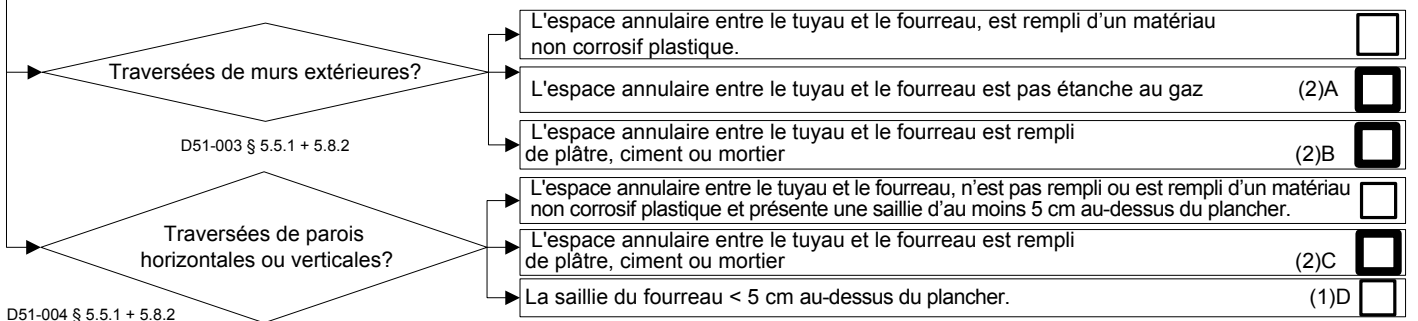 Traversées de murs extérieures?
D51-003 § 5.5.1 + 5.8.2
L'espace annulaire entre le tuyau et le fourreau, est rempli d’un matériau
non corrosif plastique.
L'espace annulaire entre le tuyau et le fourreau est pas étanche au gaz (2)A
L'espace annulaire entre le tuyau et le fourreau est rempli
de plâtre, ciment ou mortier (2)B
Traversées de parois
horizontales ou verticales?
D51-004 § 5.5.1 + 5.8.2
L'espace annulaire entre le tuyau et le fourreau, n’est pas rempli ou est rempli d’un matériau
non corrosif plastique et présente une saillie d’au moins 5 cm au-dessus du plancher.
L'espace annulaire entre le tuyau et le fourreau est rempli
de plâtre, ciment ou mortier (2)C
La saillie du fourreau < 5 cm au-dessus du plancher. (1)D